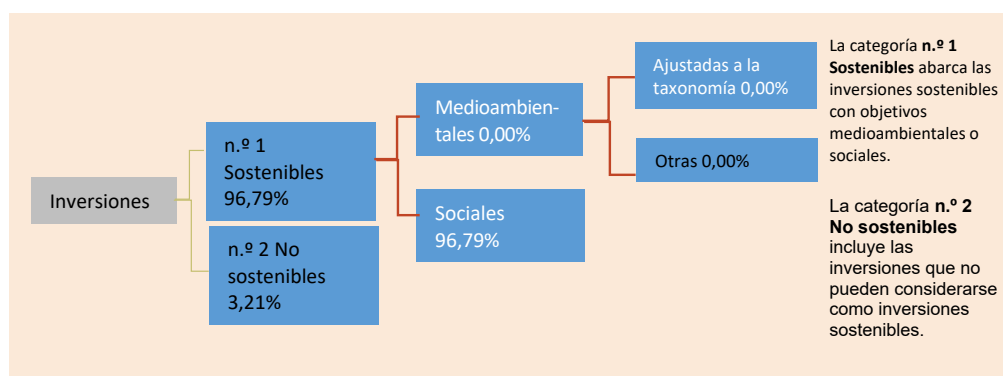 Inversiones
n.º 1
Sostenibles
96,79%
n.º 2 No
sostenibles
3,21%
Medioambien-
tales 0,00%
Sociales
96,79%
Ajustadas a la
taxonomía 0,00%
Otras 0,00%
La categoría n.º 1
Sostenibles abarca las
inversiones sostenibles
con objetivos
medioambientales o
sociales.
La categoría n.º 2
No sostenibles
incluye las
inversiones que no
pueden considerarse
como inversiones
sostenibles.